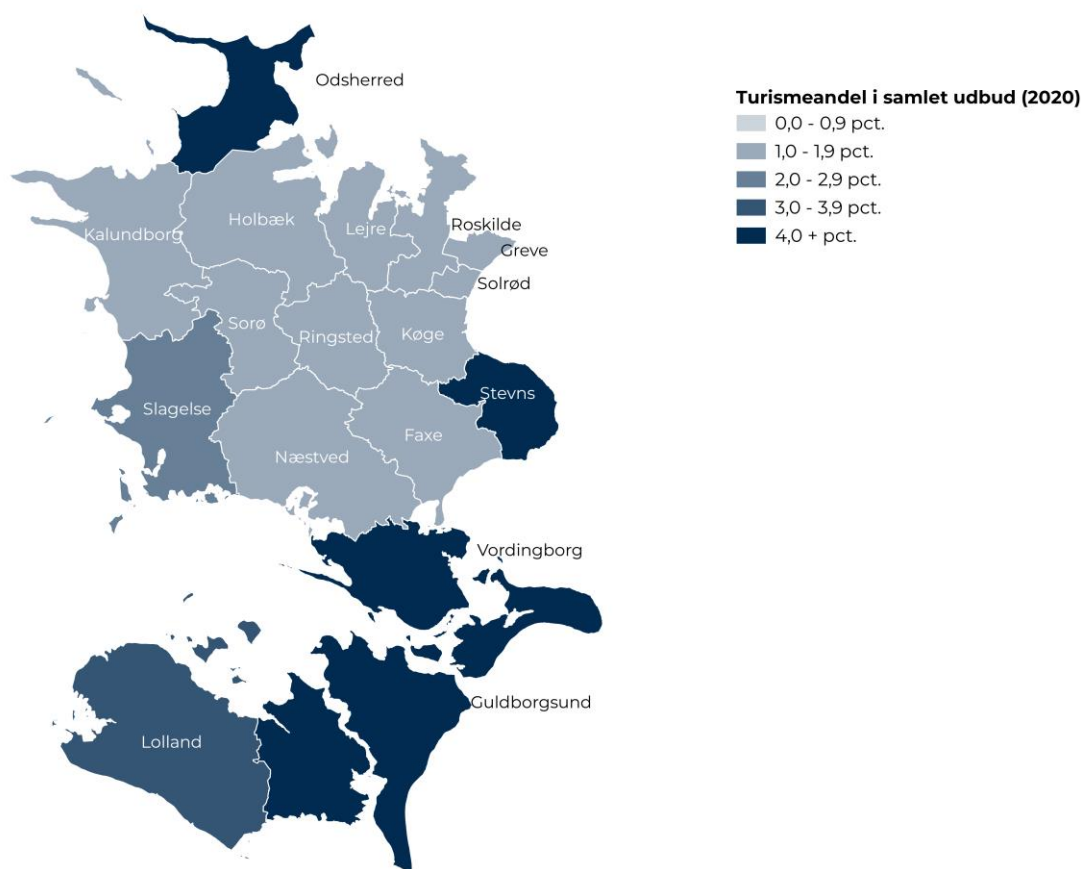 Odsherred
Turismeandel i samlet udbud (2020)
0,0 - 0,9 pct.
1,0 - 1,9 pct.
2,0 - 2,9 pct.
3,0 - 3,9 pct.
4,0 + pct.
Holbæk
Kalundborg
Lejre
Roskilde
Greve
Solrød
Sorø
Ringsted
Køge
Slagelse
Stevns
Næstved
Faxe
Vordingborg
Guldborgsund
Lolland